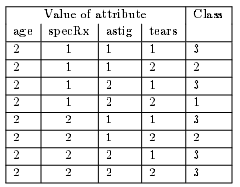 Value of attribute Class
age specRx astig tears
2 1 1 1 3
2 1 1 2 2
2 1 2 1 3
2 1 2 2 1
2 2 1 1 3
2 2 1 2 2
2 2 2 1 3
2 2 2 2 3